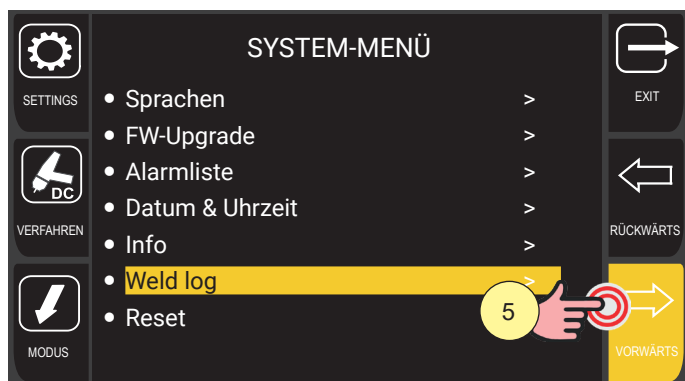 SYSTEM-MENÜ
SETTINGS
• Sprachen >
EXIT
• FW-Upgrade >
• Alarmliste >
DC
• Datum & Uhrzeit >
VERFAHREN
RÜCKWÄRTS
• Info >
• Weld log >
5
• Reset
MODUS
VORWÄRTS